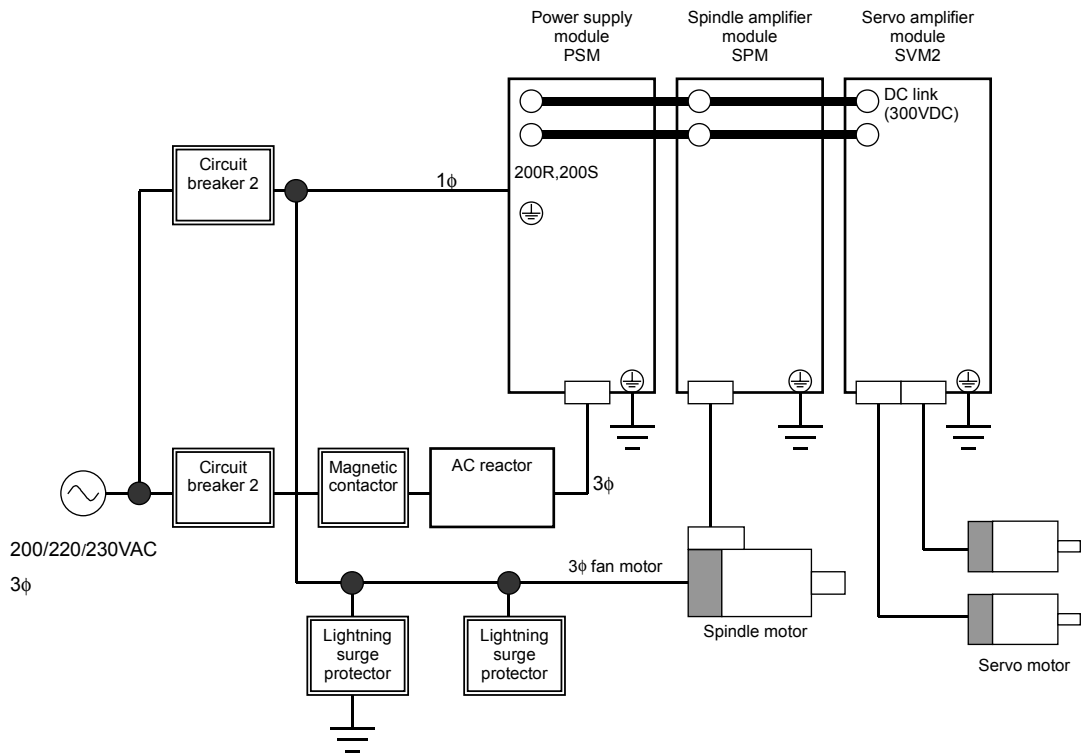 Power supply
module
PSM
Spindle amplifier
module
SPM
Servo amplifier
module
SVM2
DC link
(300VDC)
Circuit
breaker 2
1ϕ
200R,200S
Circuit
breaker 2
Magnetic
contactor
AC reactor
3ϕ
200/220/230VAC
3ϕ
3ϕ fan motor
Lightning
surge
protector
Lightning
surge
protector
Spindle motor
Servo motor